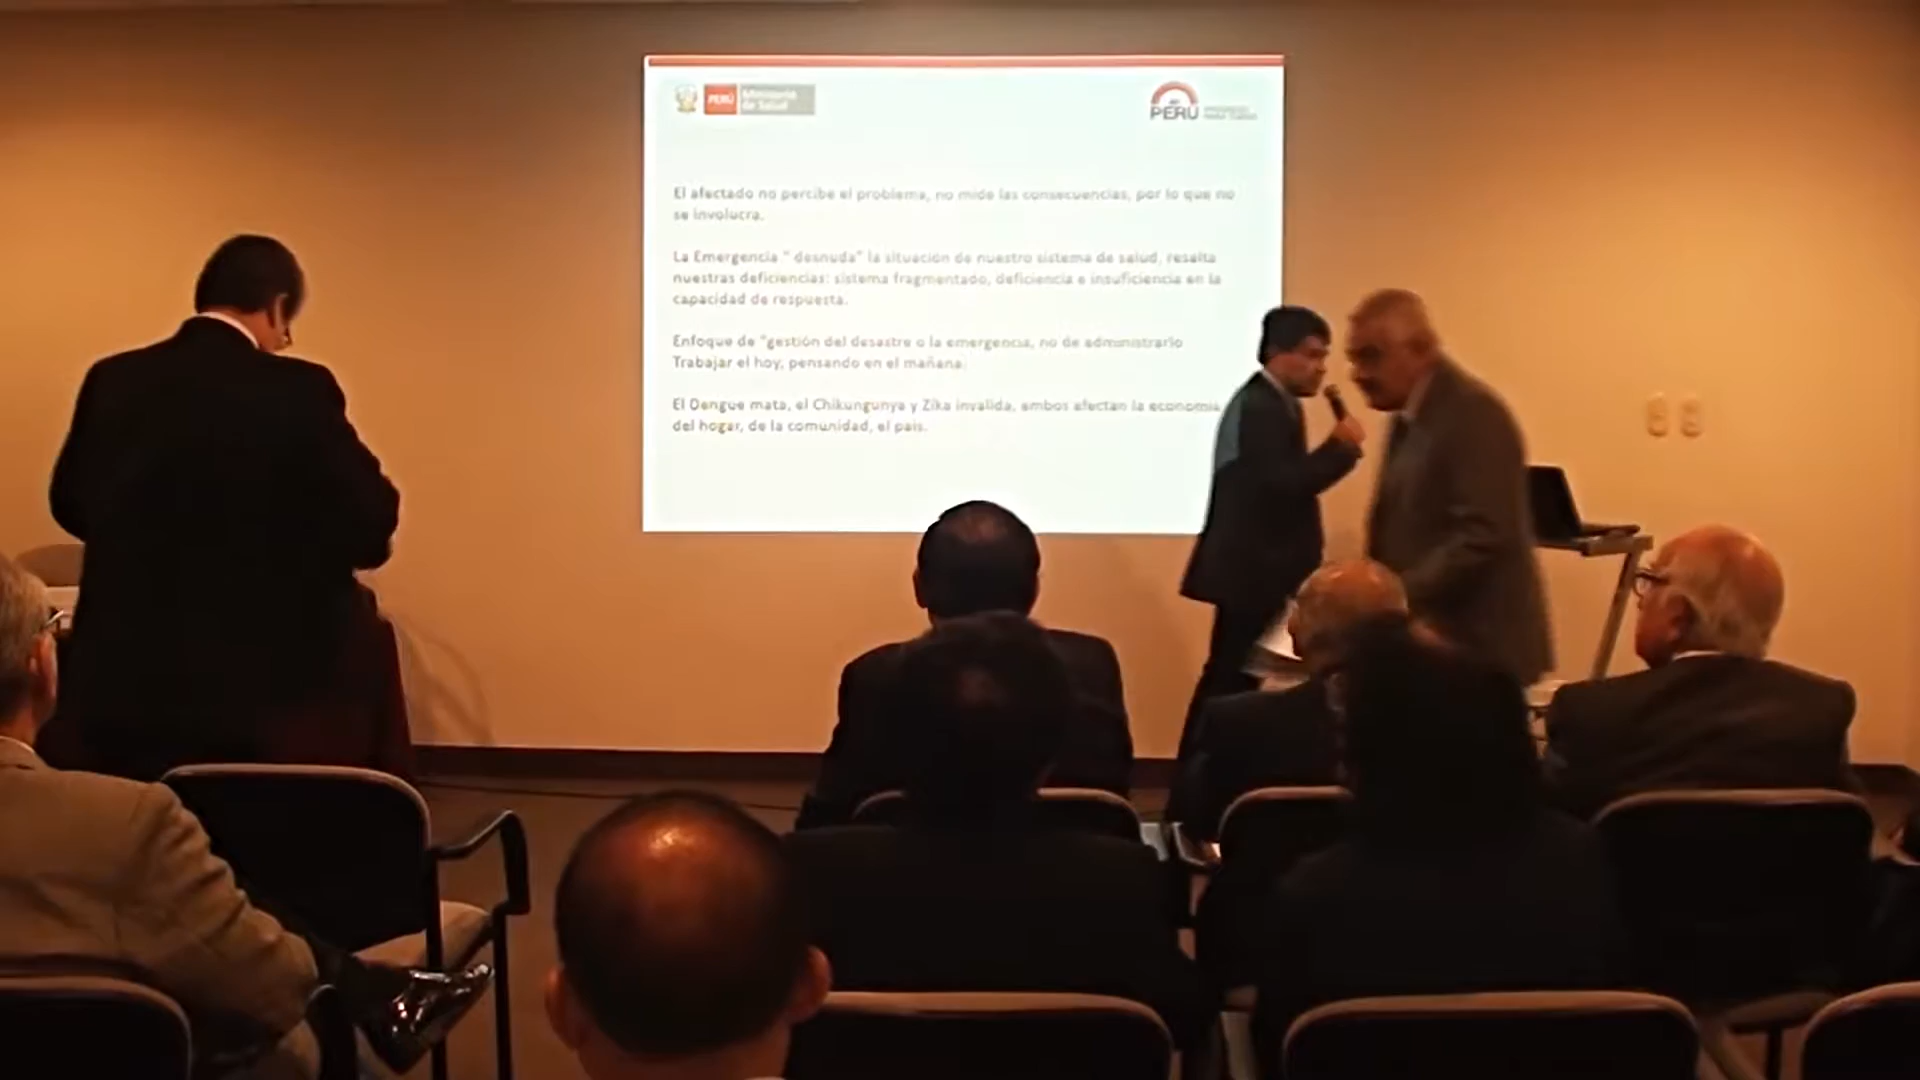 PERÚ
Ministerio
de Salud
PERÚ
El afectado no percibe el problema, no mide las consecuencias, por lo que no
se involucra.
La Emergencia " desnuda" la situación de nuestro sistema de salud, resalta
nuestras deficiencias: sistema fragmentado, deficiencia e insuficiencia en la
capacidad de respuesta.
Enfoque de "gestión del desastre o la emergencia, no de administrarlo
Trabajar el hoy, pensando en el mañana
El Dengue mata, el Chikungunya y Zika invalida, ambos afectan la economía
del hogar, de la comunidad, el país.